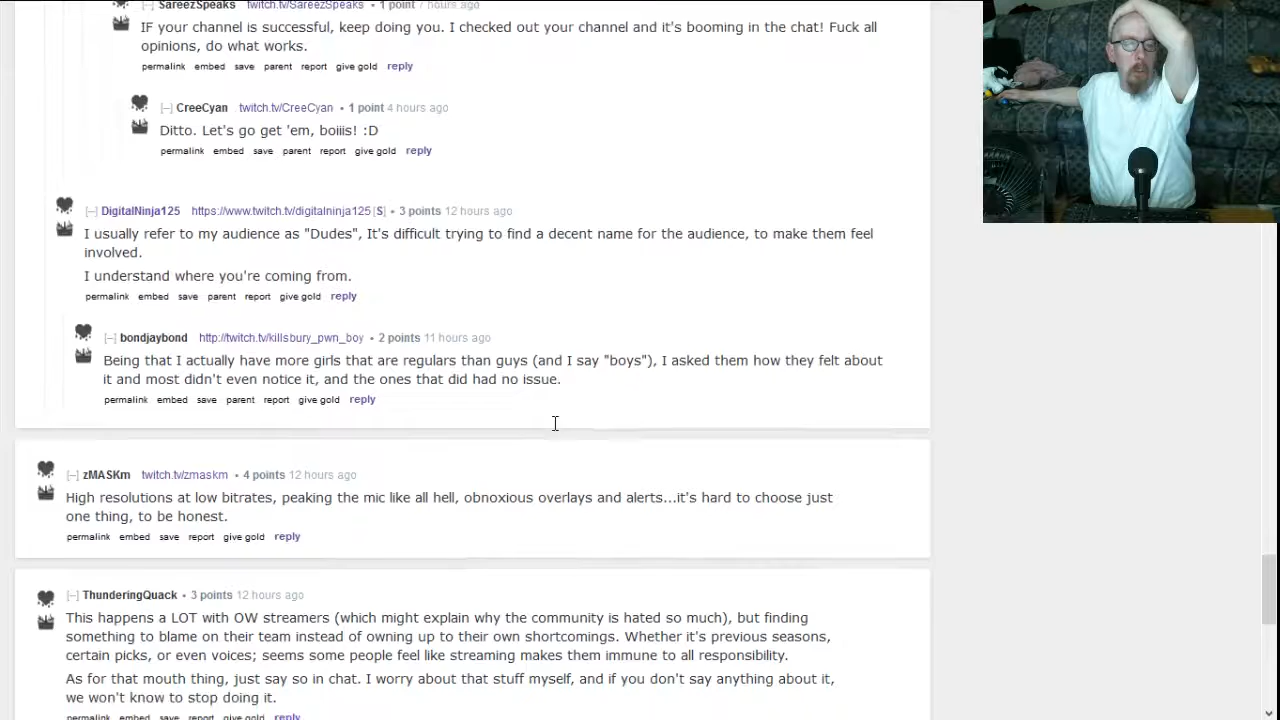 [–] SareezSpeaks twitch.tv/SareezSpeaks • 1 point 7 hours ago
IF your channel is successful, keep doing you. I checked out your channel and it's booming in the chat! Fuck all
opinions, do what works.
permalink embed save parent report give gold reply
[–] CreeCyan twitch.tv/CreeCyan • 1 point 4 hours ago
Ditto. Let's go get 'em, boiiis! :D
permalink embed save parent report give gold reply
[–] DigitalNinja125 https://www.twitch.tv/digitalninja125 [S] • 3 points 12 hours ago
I usually refer to my audience as "Dudes", It's difficult trying to find a decent name for the audience, to make them feel
involved.
I understand where you're coming from.
permalink embed save parent report give gold reply
[–] bondjaybond http://twitch.tv/killsbury_pwn_boy • 2 points 11 hours ago
Being that I actually have more girls that are regulars than guys (and I say "boys"), I asked them how they felt about
it and most didn't even notice it, and the ones that did had no issue.
permalink embed save parent report give gold reply
[–] zMASKm twitch.tv/zmaskm • 4 points 12 hours ago
High resolutions at low bitrates, peaking the mic like all hell, obnoxious overlays and alerts...it's hard to choose just
one thing, to be honest.
permalink embed save report give gold reply
[–] ThunderingQuack • 3 points 12 hours ago
This happens a LOT with OW streamers (which might explain why the community is hated so much), but finding
something to blame on their team instead of owning up to their own shortcomings. Whether it's previous seasons,
certain picks, or even voices; seems some people feel like streaming makes them immune to all responsibility.
As for that mouth thing, just say so in chat. I worry about that stuff myself, and if you don't say anything about it,
we won't know to stop doing it.
permalink embed save report give gold reply